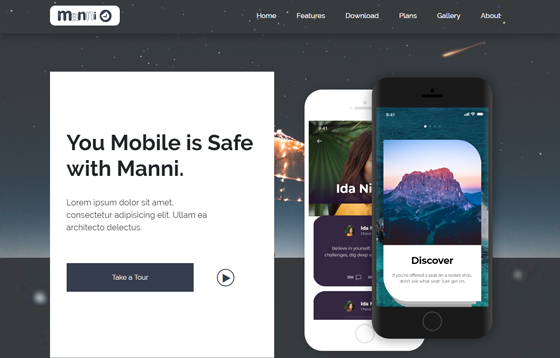 manni
Home Features Download Plans Gallery About
You Mobile is Safe
with Manni.
Lorem ipsum dolor sit amet,
consectetur adipisicing elit. Ullam ea
architecto delectus.
Take a Tour
9:41
Ida Ni
Ida N
Believe in yourself,
challenges, dig deep w
Ida N
9:41
Discover
If you're offered a seat on a rocket ship,
don't ask what seat! Just get on.